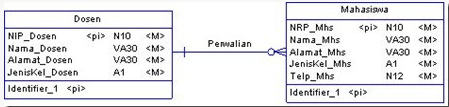 Dosen
NIP_Dosen <pi> N10 <M>
Nama_Dosen VA30 <M>
Alamat_Dosen VA30 <M>
JenisKel_Dosen A1 <M>
Identifier_1 <pi>
Perwalian
Mahasiswa
NRP_Mhs <pi> N10 <M>
Nama_Mhs VA30 <M>
Alamat_Mhs VA30 <M>
JenisKel_Mhs A1 <M>
Telp_Mhs N12 <M>
Identifier_1 <pi>